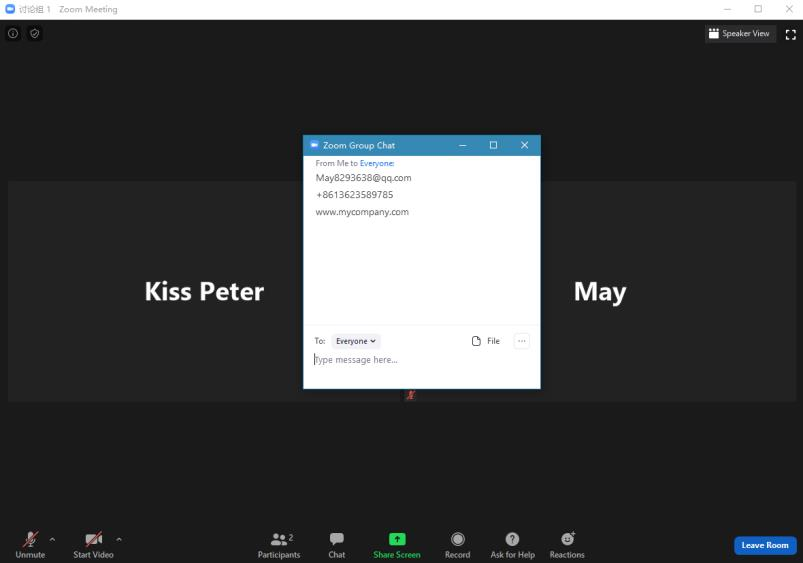 讨论组 1 Zoom Meeting
Speaker View
Zoom Group Chat
From Me to Everyone:
May8293638@qq.com
+8613623589785
www.mycompany.com
Kiss Peter
May
To: Everyone File ...
Type message here...
Unmute
Start Video
2
Participants
Chat
Share Screen
Record
Ask for Help
Reactions
Leave Room